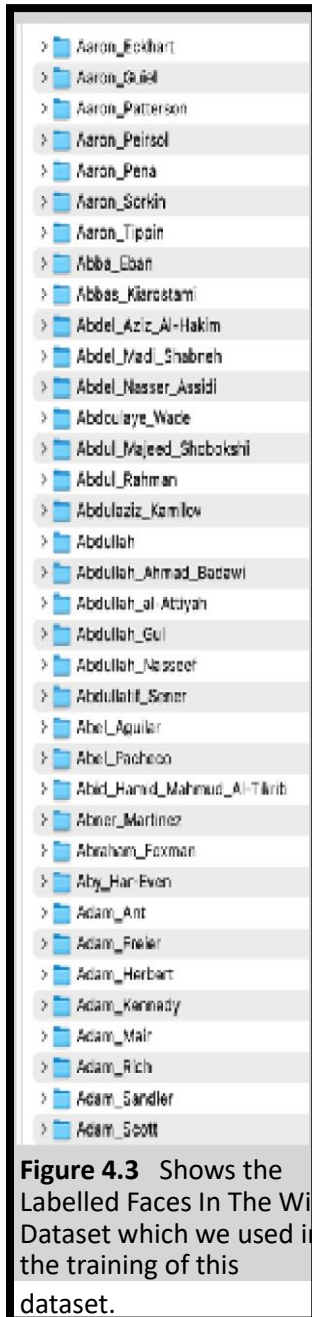 Aaron_Eckhart
Aaron_Guiel
Aaron_Patterson
Aaron_Peirsol
Aaron_Pena
Aaron_Sorkin
Aaron_Tippin
Abba_Eban
Abbas_Kiarostami
Abdel_Aziz_Al-Hakim
Abdel_Madi_Shabneh
Abdel_Nasser_Assidi
Abdoulaye_Wade
Abdul_Majeed_Shobokshi
Abdul_Rahman
Abdulaziz_Kamilov
Abdullah
Abdullah_Ahmad_Badawi
Abdullah_al-Attiyah
Abdullah_Gul
Abdullah_Nasseef
Abdullatif_Sener
Abel_Aguilar
Abel_Pacheco
Abid_Hamid_Mahmud_Al-Tikriti
Abner_Martinez
Abraham_Foxman
Aby_Har-Even
Adam_Ant
Adam_Freier
Adam_Herbert
Adam_Kennedy
Adam_Mair
Adam_Rich
Adam_Sandler
Adam_Scott
Figure 4.3 Shows the
Labelled Faces In The Wi
Dataset which we used i
the training of this
dataset.